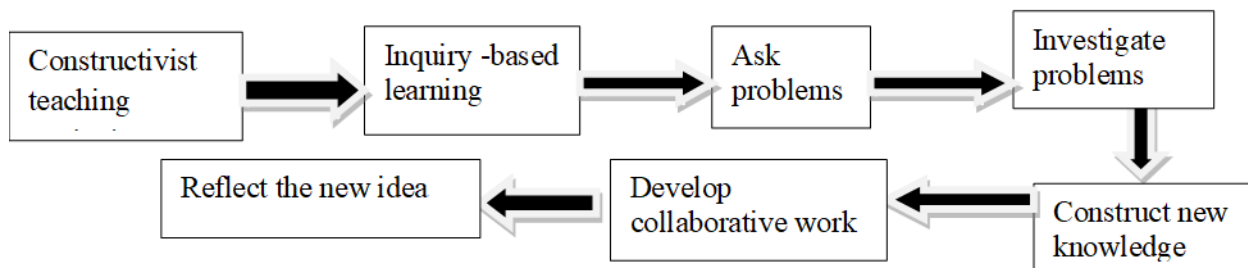 Constructivist
teaching
Inquiry -based
learning
Ask
problems
Investigate
problems
Construct new
knowledge
Develop
collaborative work
Reflect the new idea